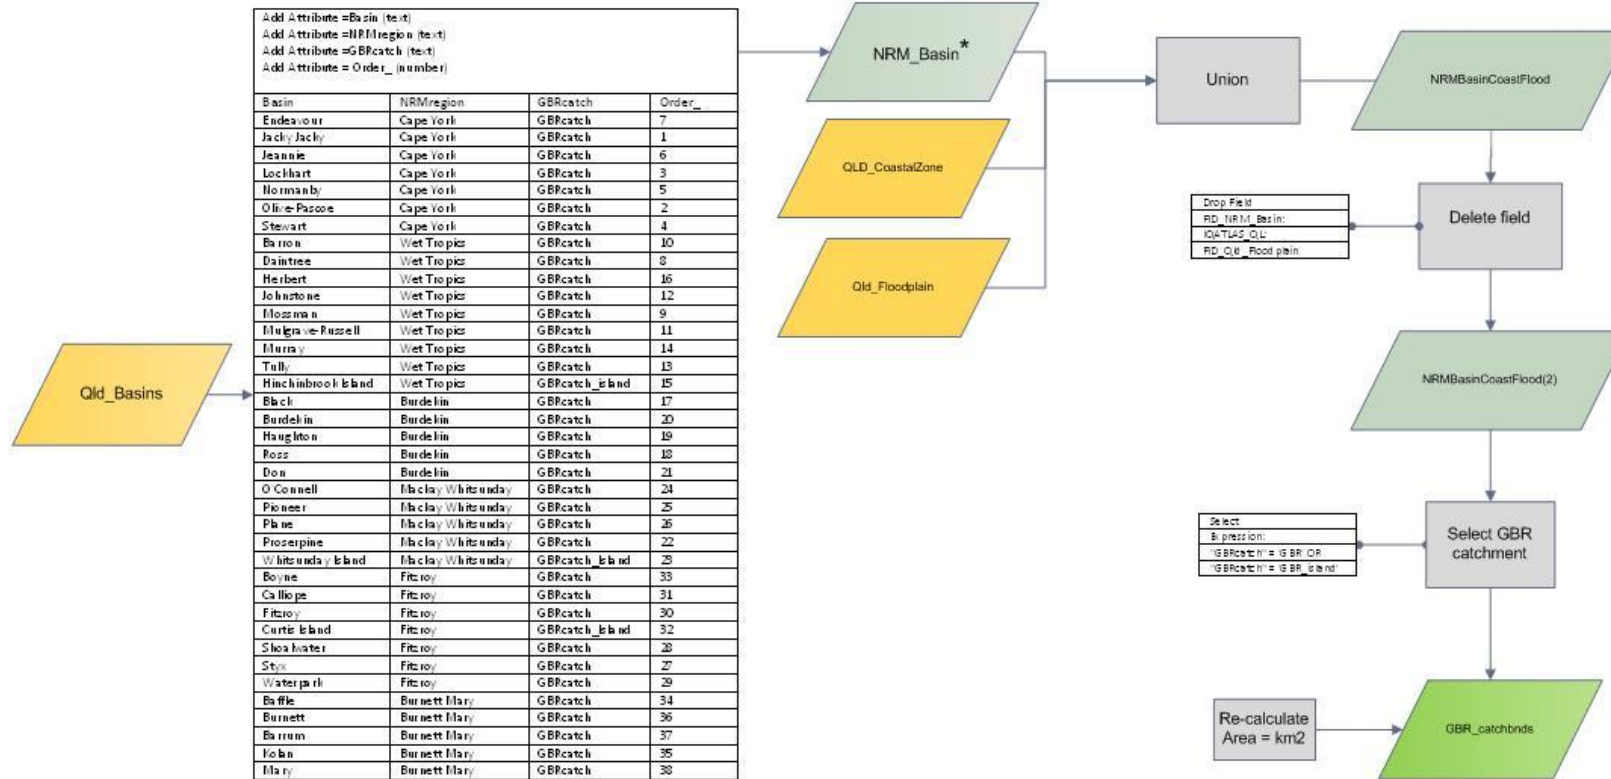 Qld_Basins
Add Attribute =Basin (text)
Add Attribute =NRMregion (text)
Add Attribute =GBRcatch (text)
Add Attribute = Order_ (number)
Basin NRMregion GBRcatch Order_
Endeavour Cape York GBRcatch 7
Jacky Jacky Cape York GBRcatch 1
Jeannie Cape York GBRcatch 6
Lockhart Cape York GBRcatch 3
Normanby Cape York GBRcatch 5
Olive-Pascoe Cape York GBRcatch 2
Stewart Cape York GBRcatch 4
Barron Wet Tropics GBRcatch 10
Daintree Wet Tropics GBRcatch 8
Herbert Wet Tropics GBRcatch 16
Johnstone Wet Tropics GBRcatch 12
Mossman Wet Tropics GBRcatch 9
Mulgrave-Russell Wet Tropics GBRcatch 11
Murray Wet Tropics GBRcatch 14
Tully Wet Tropics GBRcatch 13
Hinchinbrook Island Wet Tropics GBRcatch_island 15
Black Burdekin GBRcatch 17
Burdekin Burdekin GBRcatch 20
Haughton Burdekin GBRcatch 19
Ross Burdekin GBRcatch 18
Don Burdekin GBRcatch 21
O'Connell Mackay Whitsunday GBRcatch 24
Pioneer Mackay Whitsunday GBRcatch 25
Plane Mackay Whitsunday GBRcatch 26
Proserpine Mackay Whitsunday GBRcatch 22
Whitsunday Island Mackay Whitsunday GBRcatch_Island 23
Boyne Fitzroy GBRcatch 33
Calliope Fitzroy GBRcatch 31
Fitzroy Fitzroy GBRcatch 30
Curtis Island Fitzroy GBRcatch_Island 32
Shoalwater Fitzroy GBRcatch 28
Styx Fitzroy GBRcatch 27
Waterpark Fitzroy GBRcatch 29
Baffle Burnett Mary GBRcatch 34
Burnett Burnett Mary GBRcatch 36
Barrum Burnett Mary GBRcatch 37
Kolan Burnett Mary GBRcatch 35
Mary Burnett Mary GBRcatch 38
NRM_Basin*
QLD_CoastalZone
Qld_Floodplain
Union
NRMBasinCoastFlood
Drop Field
FID_NRM_Basin:
FID_Qld_Floodplain
Delete field
NRMBasinCoastFlood(2)
Select
Expression:
"GBRcatch" = 'GBR' OR
"GBRcatch" = 'GBR_island'
Select GBR
catchment
Re-calculate
Area = km2
GBR_catchbnds